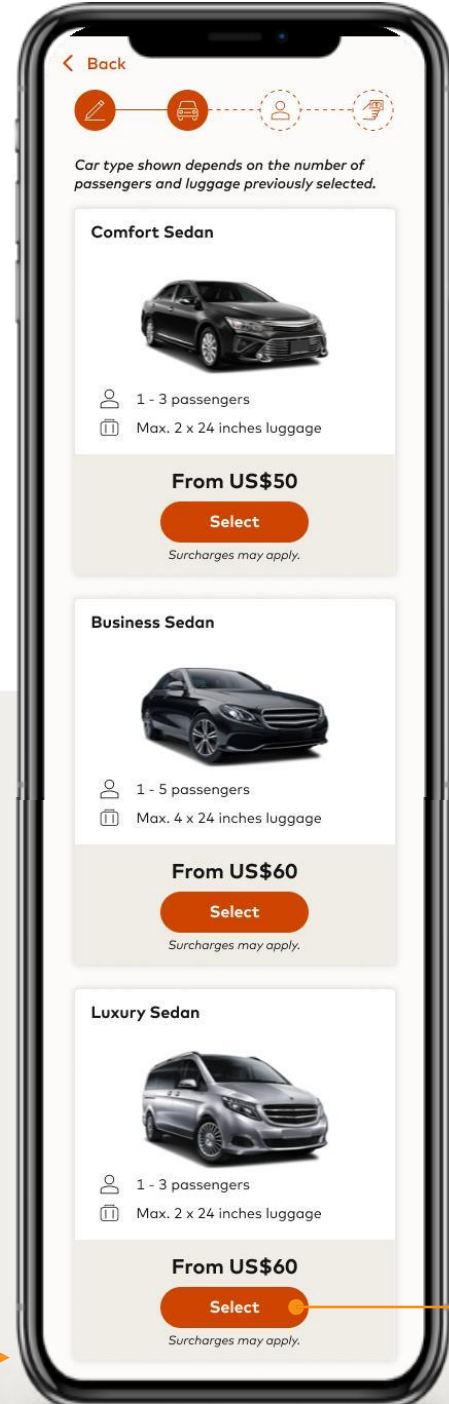 Back
Car type shown depends on the number of
passengers and luggage previously selected.
Comfort Sedan
1 - 3 passengers
Max. 2 x 24 inches luggage
From US$50
Select
Surcharges may apply.
Business Sedan
1 - 5 passengers
Max. 4 x 24 inches luggage
From US$60
Select
Surcharges may apply.
Luxury Sedan
1 - 3 passengers
Max. 2 x 24 inches luggage
From US$60
Select
Surcharges may apply.